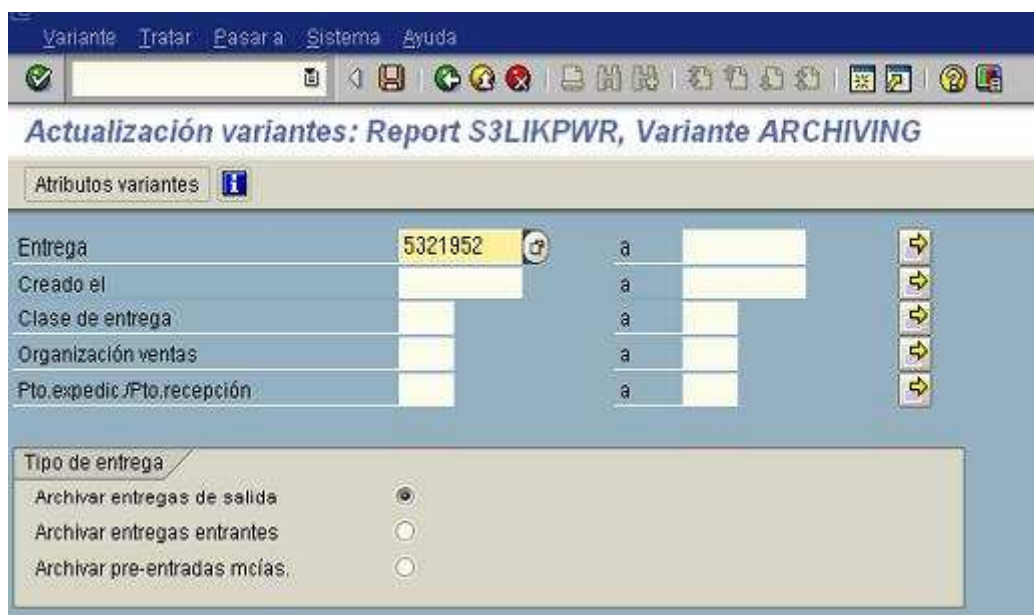 Variante Tratar Pasar a Sistema Ayuda
Actualización variantes: Report S3LIKPWR, Variante ARCHIVING
Atributos variantes
Entrega 5321952 a
Creado el a
Clase de entrega a
Organización ventas a
Pto.expedic./Pto.recepción a
Tipo de entrega
Archivar entregas de salida
Archivar entregas entrantes
Archivar pre-entradas mcías.